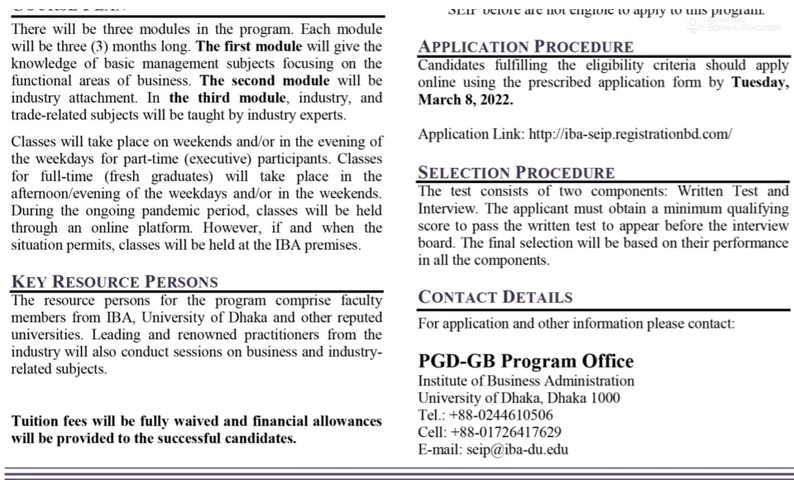 COURSE PLAN
There will be three modules in the program. Each module
will be three (3) months long. The first module will give the
knowledge of basic management subjects focusing on the
functional areas of business. The second module will be
industry attachment. In the third module, industry, and
trade-related subjects will be taught by industry experts.
Classes will take place on weekends and/or in the evening of
the weekdays for part-time (executive) participants. Classes
for full-time (fresh graduates) will take place in the
afternoon/evening of the weekdays and/or in the weekends.
During the ongoing pandemic period, classes will be held
through an online platform. However, if and when the
situation permits, classes will be held at the IBA premises.
KEY RESOURCE PERSONS
The resource persons for the program comprise faculty
members from IBA, University of Dhaka and other reputed
universities. Leading and renowned practitioners from the
industry will also conduct sessions on business and industry-
related subjects.
Tuition fees will be fully waived and financial allowances
will be provided to the successful candidates.
SEIP before are not eligible to apply to this program.
APPLICATION PROCEDURE
Candidates fulfilling the eligibility criteria should apply
online using the prescribed application form by Tuesday,
March 8, 2022.
Application Link: http://iba-seip.registrationbd.com/
SELECTION PROCEDURE
The test consists of two components: Written Test and
Interview. The applicant must obtain a minimum qualifying
score to pass the written test to appear before the interview
board. The final selection will be based on their performance
in all the components.
CONTACT DETAILS
For application and other information please contact:
PGD-GB Program Office
Institute of Business Administration
University of Dhaka, Dhaka 1000
Tel.: +88-0244610506
Cell: +88-01726417629
E-mail: seip@iba-du.edu